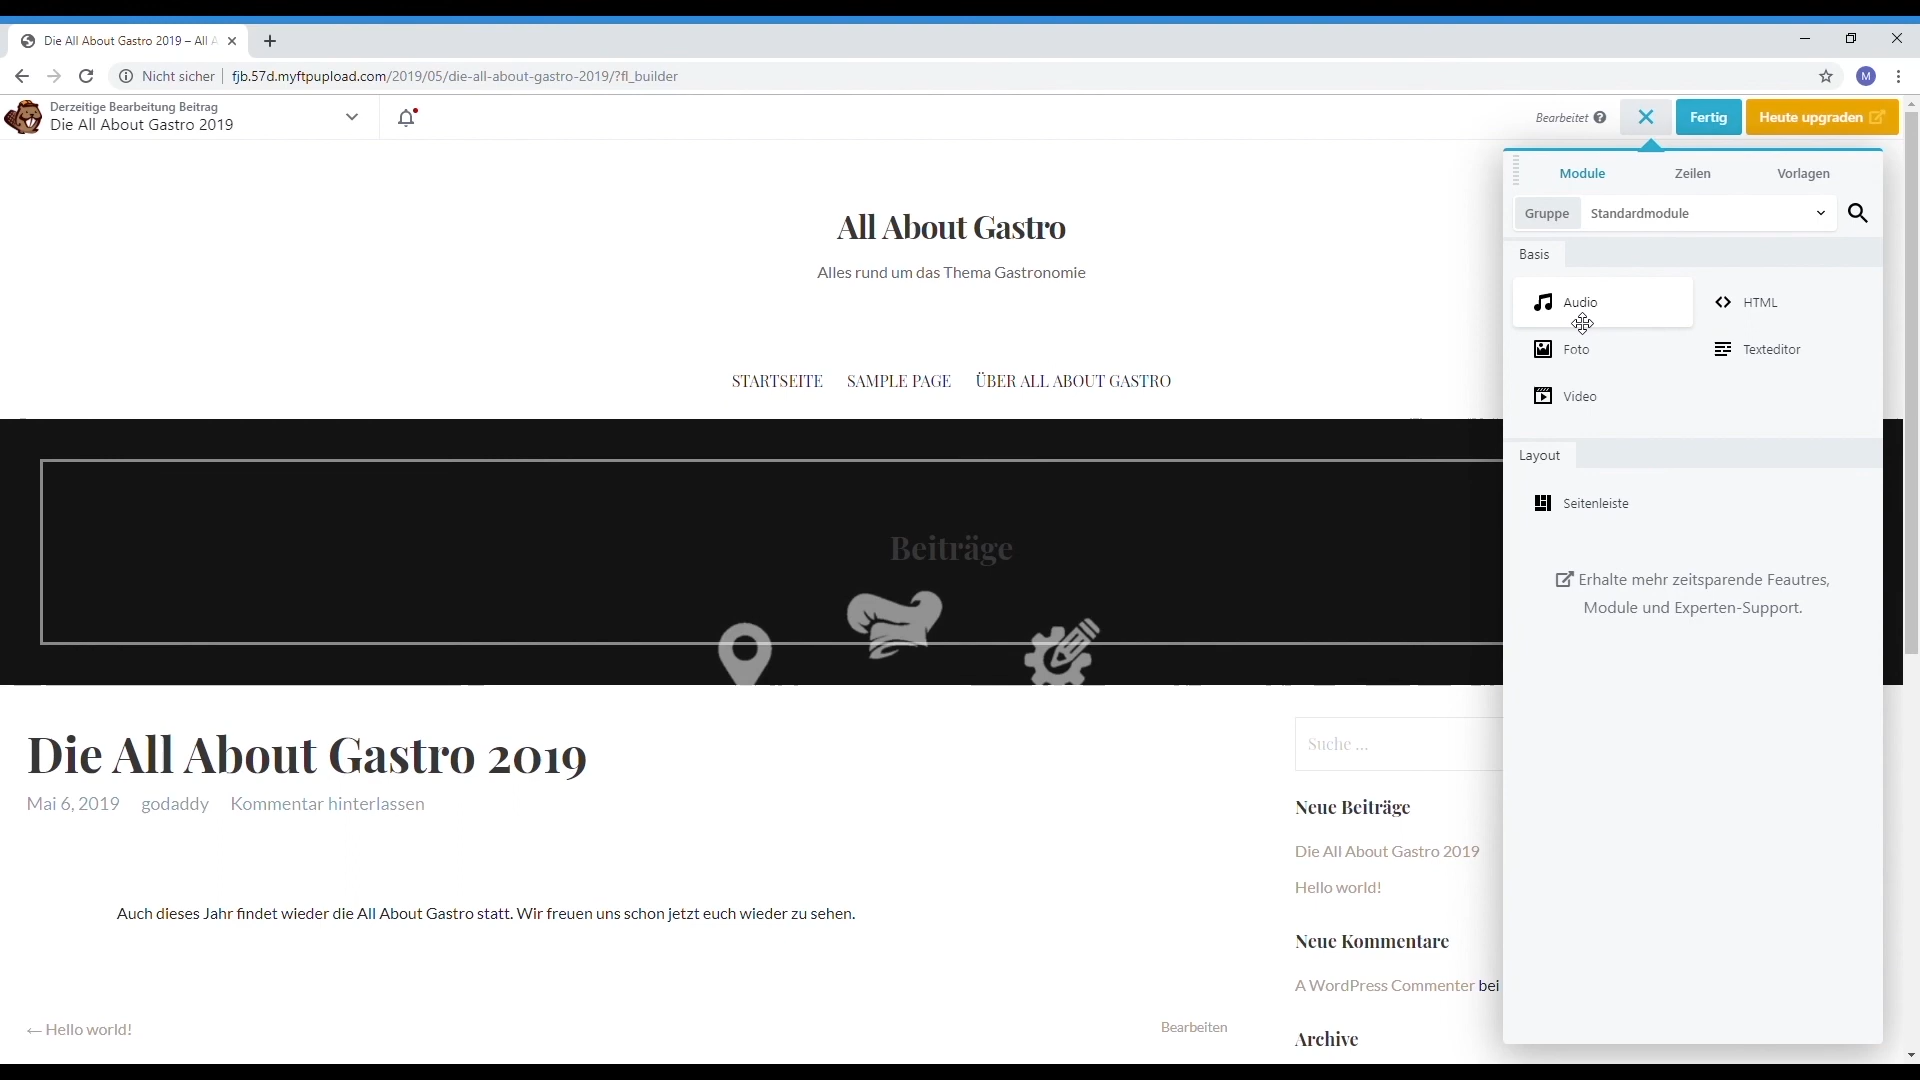 Die All About Gastro 2019 – All A
Nicht sicher
fjb.57d.myftpupload.com/2019/05/die-all-about-gastro-2019/?fl_builder
M
Derzeitige Bearbeitung Beitrag
Die All About Gastro 2019
Bearbeitet
Fertig
Heute upgraden
All About Gastro
Alles rund um das Thema Gastronomie
STARTSEITE SAMPLE PAGE ÜBER ALL ABOUT GASTRO
Beiträge
Die All About Gastro 2019
Mai 6, 2019 godaddy Kommentar hinterlassen
Auch dieses Jahr findet wieder die All About Gastro statt. Wir freuen uns schon jetzt euch wieder zu sehen.
← Hello world!
Bearbeiten
Suche ...
Neue Beiträge
Die All About Gastro 2019
Hello world!
Neue Kommentare
A WordPress Commenter bei
Archive
Module Zeilen Vorlagen
Gruppe Standardmodule
Basis
Audio HTML
Foto Texteditor
Video
Layout
Seitenleiste
Erhalte mehr zeitsparende Feautres,
Module und Experten-Support.